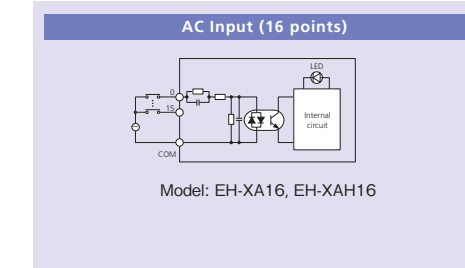 AC Input (16 points)
LED
0
15
Internal
circuit
COM
Model: EH-XA16, EH-XAH16